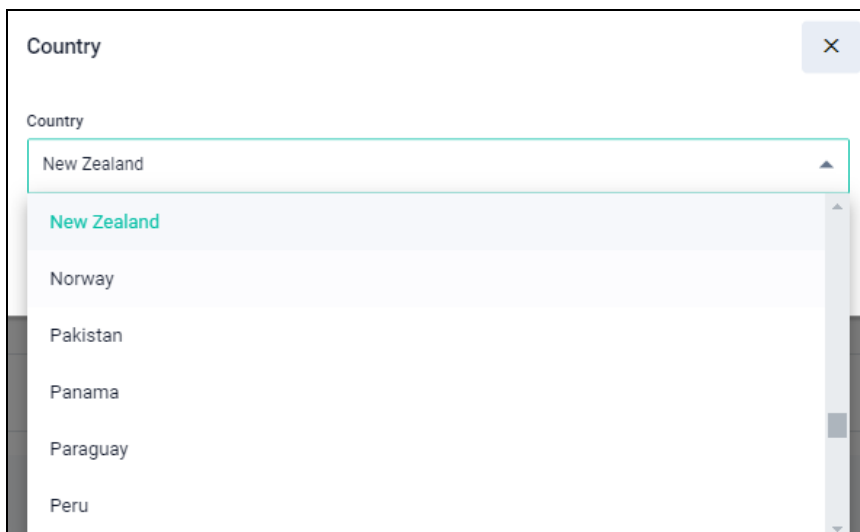 Country
Country
New Zealand
New Zealand
Norway
Pakistan
Panama
Paraguay
Peru